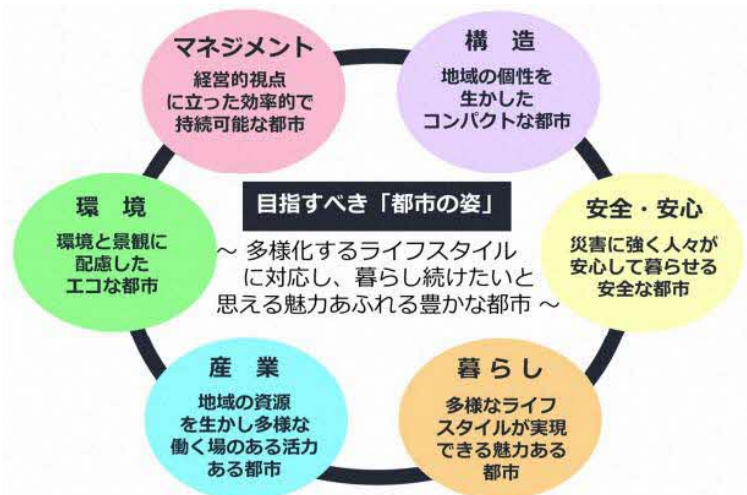 マネジメント
経営的視点
に立った効率的で
持続可能な都市
構　造
地域の個性を
生かした
コンパクトな都市
環　境
環境と景観に
配慮した
エコな都市
目指すべき「都市の姿」
～ 多様化するライフスタイル
に対応し、暮らし続けたいと
思える魅力あふれる豊かな都市 ～
安全・安心
災害に強く人々が
安心して暮らせる
安全な都市
産　業
地域の資源
を生かし多様な
働く場のある活力
ある都市
暮 ら し
多様なライフ
スタイルが実現
できる魅力ある
都市